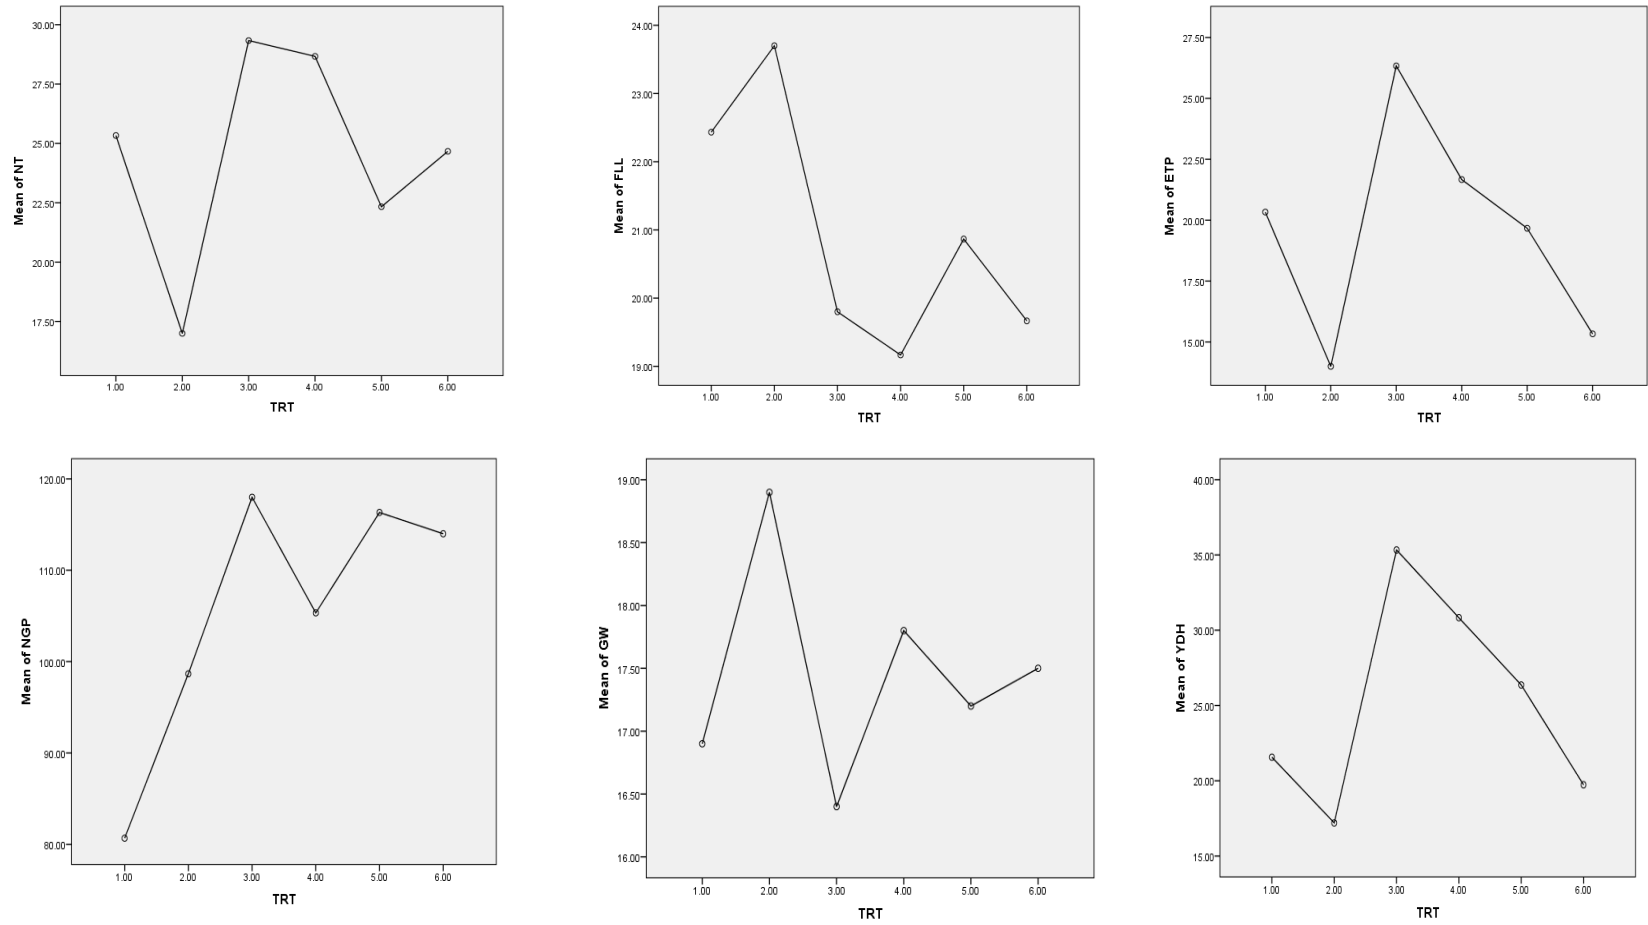 30.00
27.50
25.00
22.50
20.00
17.50
Mean of NT
1.00 2.00 3.00 4.00 5.00 6.00
TRT
24.00
23.00
22.00
21.00
20.00
19.00
Mean of FLL
1.00 2.00 3.00 4.00 5.00 6.00
TRT
27.50
25.00
22.50
20.00
17.50
15.00
Mean of ETP
1.00 2.00 3.00 4.00 5.00 6.00
TRT
120.00
110.00
100.00
90.00
80.00
Mean of NGP
1.00 2.00 3.00 4.00 5.00 6.00
TRT
19.00
18.50
18.00
17.50
17.00
16.50
16.00
Mean of GW
1.00 2.00 3.00 4.00 5.00 6.00
TRT
40.00
35.00
30.00
25.00
20.00
15.00
Mean of YDH
1.00 2.00 3.00 4.00 5.00 6.00
TRT